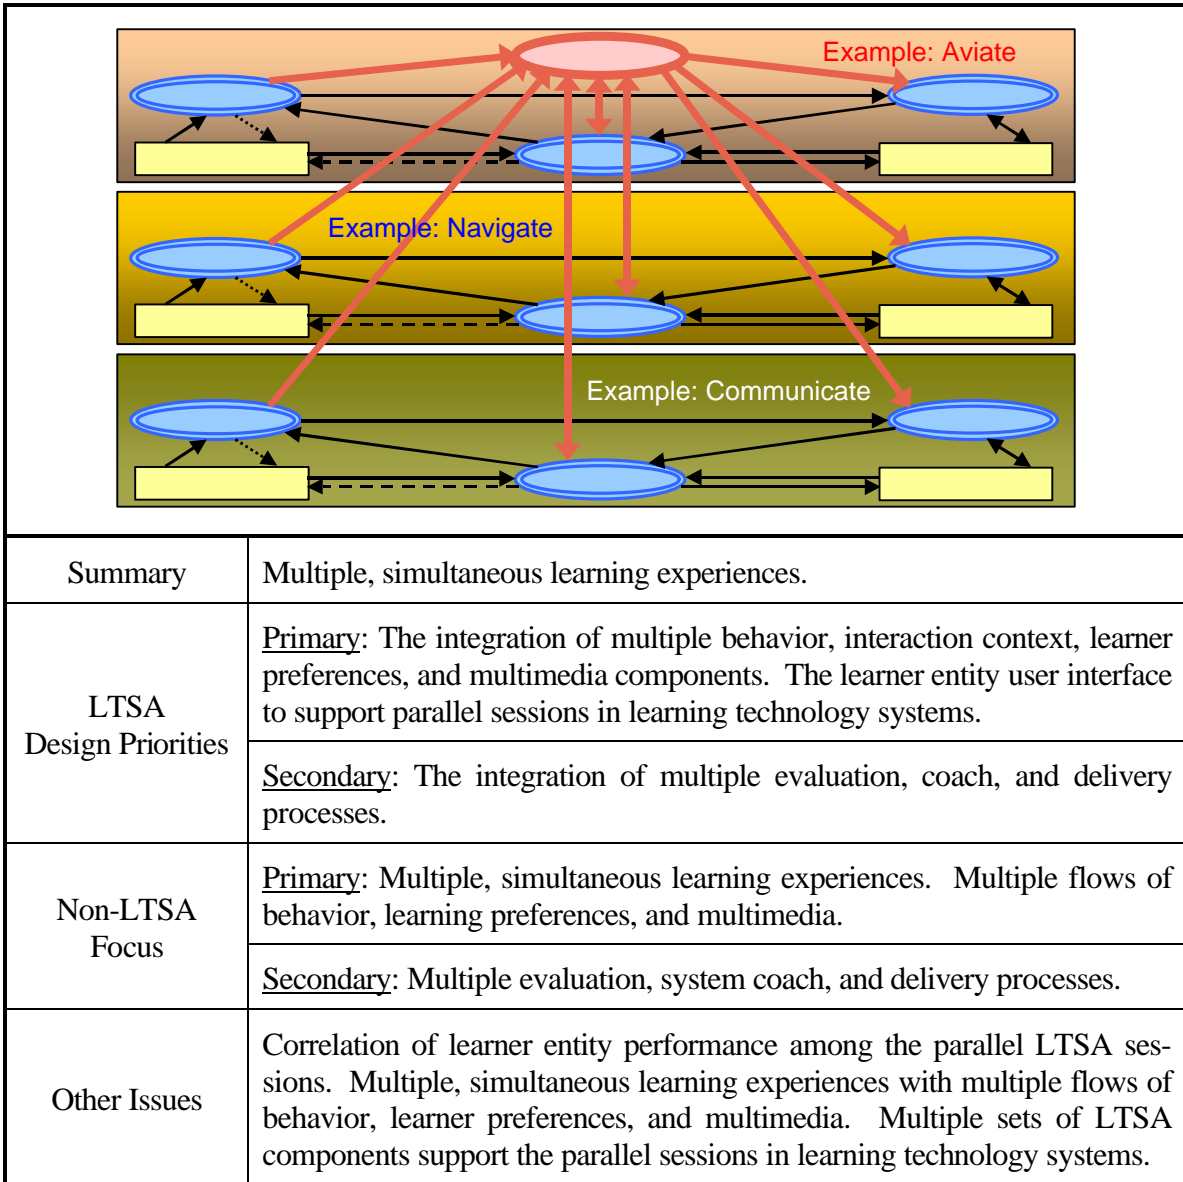 Example: Aviate
Example: Navigate
Example: Communicate
Summary
Multiple, simultaneous learning experiences.
LTSA
Design Priorities
Primary: The integration of multiple behavior, interaction context, learner
preferences, and multimedia components. The learner entity user interface
to support parallel sessions in learning technology systems.
Secondary: The integration of multiple evaluation, coach, and delivery
processes.
Non-LTSA
Focus
Primary: Multiple, simultaneous learning experiences. Multiple flows of
behavior, learning preferences, and multimedia.
Secondary: Multiple evaluation, system coach, and delivery processes.
Other Issues
Correlation of learner entity performance among the parallel LTSA ses-
sions. Multiple, simultaneous learning experiences with multiple flows of
behavior, learner preferences, and multimedia. Multiple sets of LTSA
components support the parallel sessions in learning technology systems.